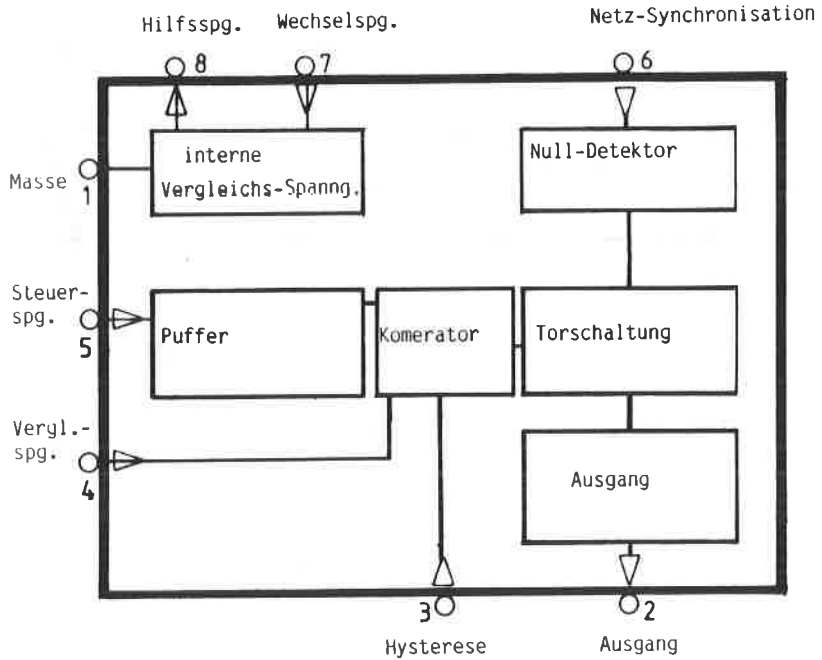 Hilfsspg. Wechselspg. Netz-Synchronisation
8 7 6
interne
Vergleichs-Spanng.
Null-Detektor
Masse
1
Steuer-
spg.
5
Puffer
Komerator
Torschaltung
Vergl.-
spg.
4
Ausgang
3 2
Hysterese Ausgang